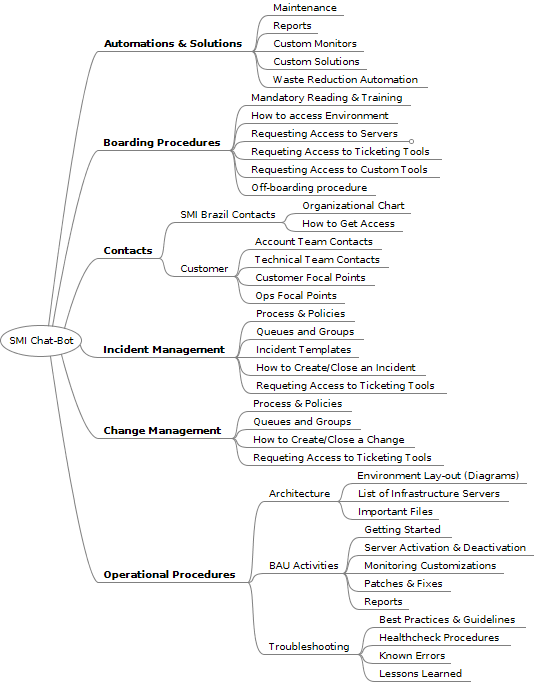 SMI Chat-Bot
Automations & Solutions
Maintenance
Reports
Custom Monitors
Custom Solutions
Waste Reduction Automation
Boarding Procedures
Mandatory Reading & Training
How to access Environment
Requesting Access to Servers
Requeting Access to Ticketing Tools
Requesting Access to Custom Tools
Off-boarding procedure
Contacts
SMI Brazil Contacts
Organizational Chart
How to Get Access
Customer
Account Team Contacts
Technical Team Contacts
Customer Focal Points
Ops Focal Points
Incident Management
Process & Policies
Queues and Groups
Incident Templates
How to Create/Close an Incident
Requeting Access to Ticketing Tools
Change Management
Process & Policies
Queues and Groups
How to Create/Close a Change
Requeting Access to Ticketing Tools
Operational Procedures
Architecture
Environment Lay-out (Diagrams)
List of Infrastructure Servers
Important Files
BAU Activities
Getting Started
Server Activation & Deactivation
Monitoring Customizations
Patches & Fixes
Reports
Troubleshooting
Best Practices & Guidelines
Healthcheck Procedures
Known Errors
Lessons Learned